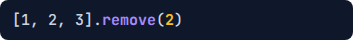 [1, 2, 3].remove(2)